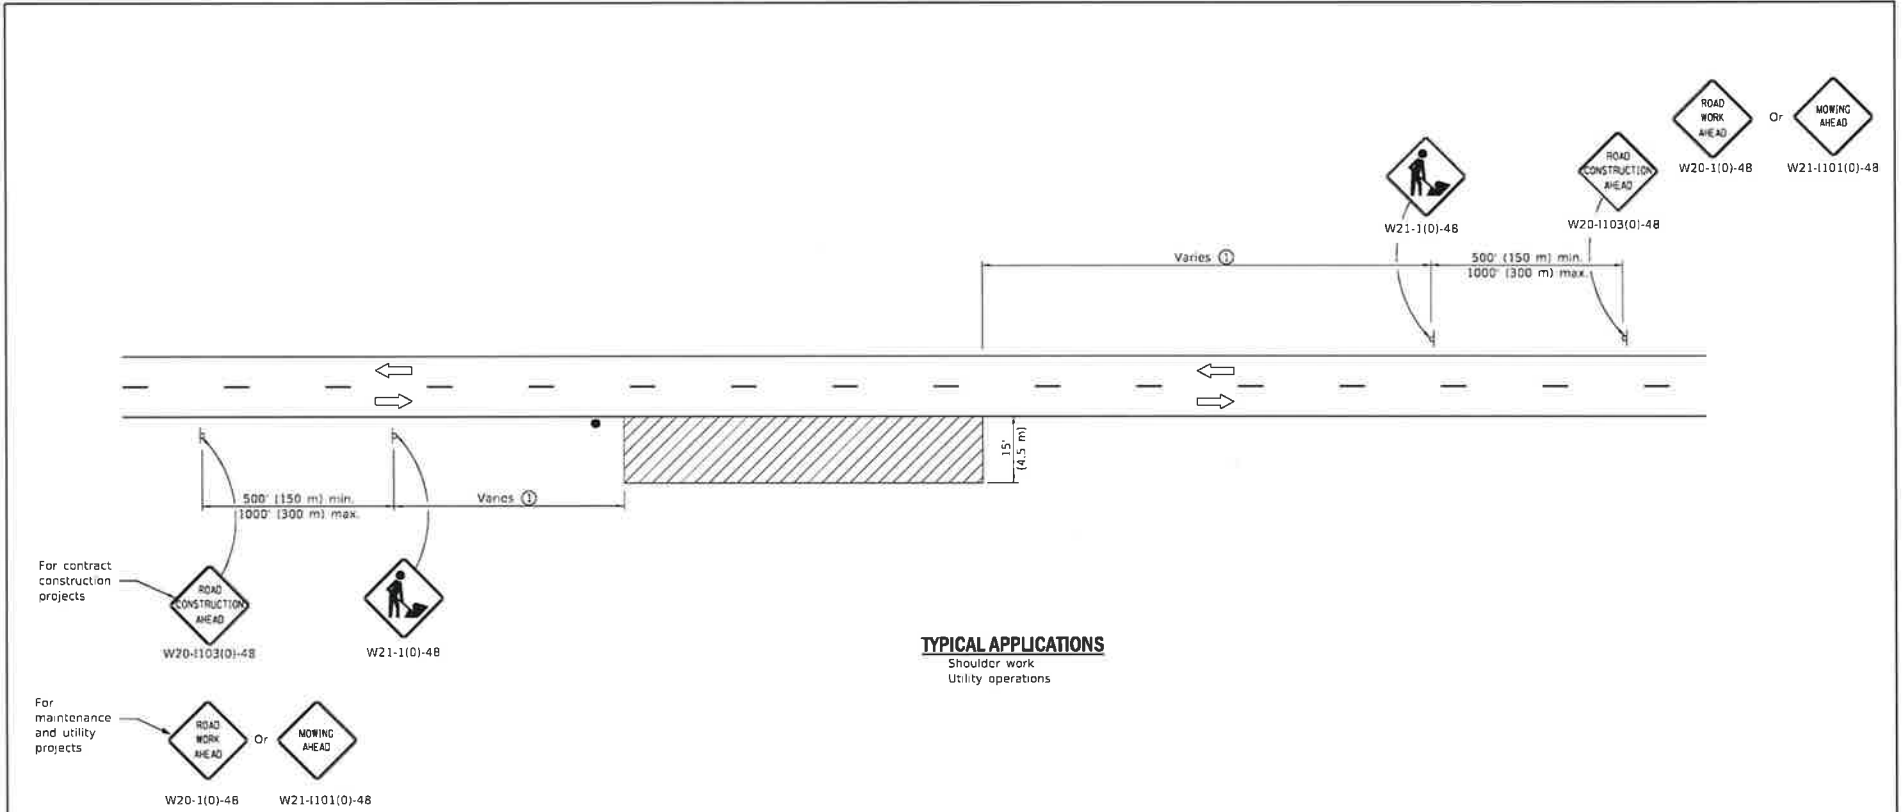 ROAD
WORK
AHEAD
Or
MOWING
AHEAD
W20-1(0)-48
W21-I101(0)-48
ROAD
CONSTRUCTION
AHEAD
W21-1(0)-48
W20-I103(0)-48
Varies ①
500' (150 m) min.
1000' (300 m) max.
15'
(4.5 m)
500' (150 m) min.
1000' (300 m) max.
Varies ①
For contract
construction
projects
ROAD
CONSTRUCTION
AHEAD
W20-I103(0)-48
W21-1(0)-48
TYPICAL APPLICATIONS
Shoulder work
Utility operations
For
maintenance
and utility
projects
ROAD
WORK
AHEAD
Or
MOWING
AHEAD
W20-1(0)-48
W21-I101(0)-48